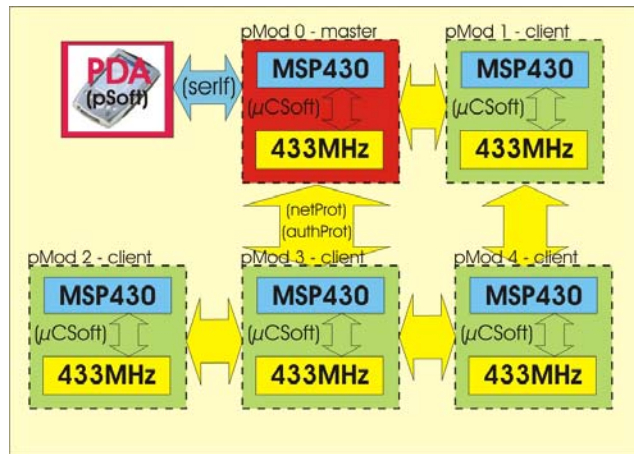 pMod 0 - master
pMod 1 - client
PDA
(pSoft)
(serIf)
MSP430
(µCSoft)
433MHz
MSP430
(µCSoft)
433MHz
(netProt)
(authProt)
pMod 2 - client
pMod 3 - client
pMod 4 - client
MSP430
(µCSoft)
433MHz
MSP430
(µCSoft)
433MHz
MSP430
(µCSoft)
433MHz